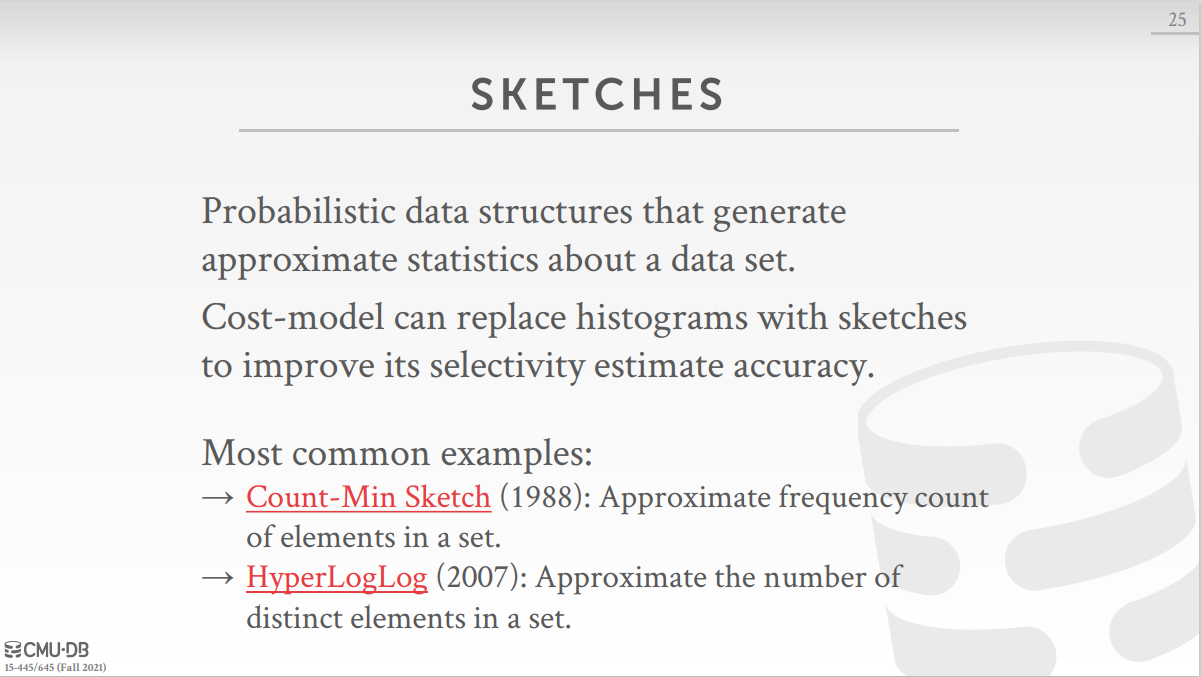 25
SKETCHES
Probabilistic data structures that generate
approximate statistics about a data set.
Cost-model can replace histograms with sketches
to improve its selectivity estimate accuracy.
Most common examples:
→ Count-Min Sketch (1988): Approximate frequency count
of elements in a set.
→ HyperLogLog (2007): Approximate the number of
distinct elements in a set.
CMU·DB
15-445/645 (Fall 2021)